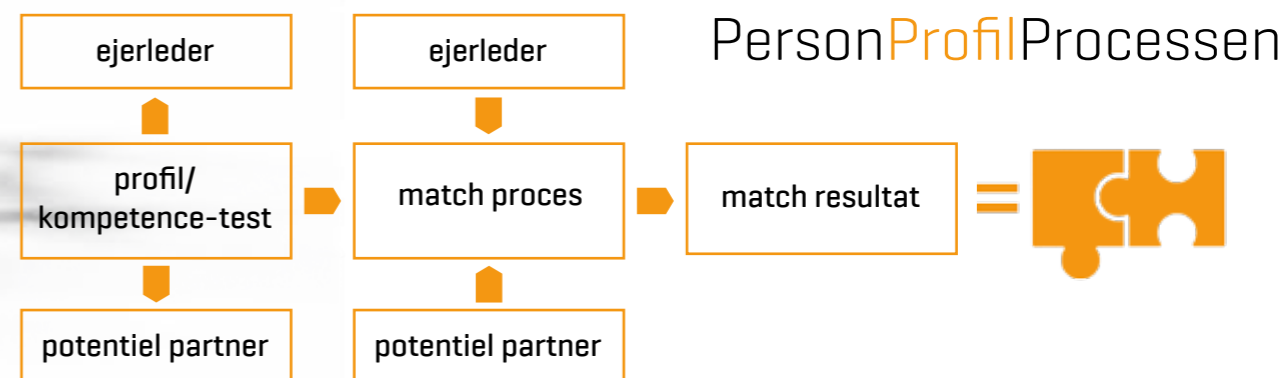 PersonProfilProcessen
ejerleder
ejerleder
profil/
kompetence-test
match proces
match resultat
=
potentiel partner
potentiel partner